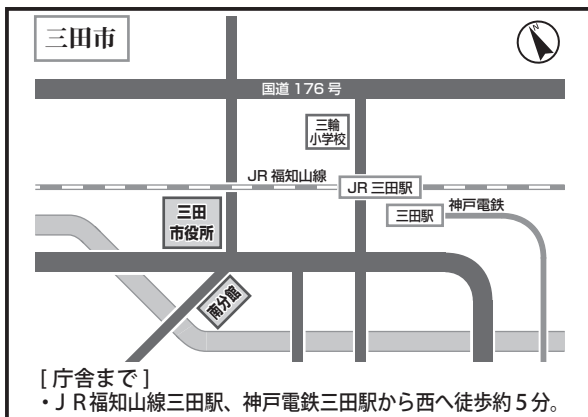 三田市
N
国道 176 号
三輪
小学校
JR 福知山線
JR 三田駅
三田
市役所
三田駅
神戸電鉄
南分館
[ 庁舎まで ]
・ＪＲ福知山線三田駅、神戸電鉄三田駅から西へ徒歩約５分。